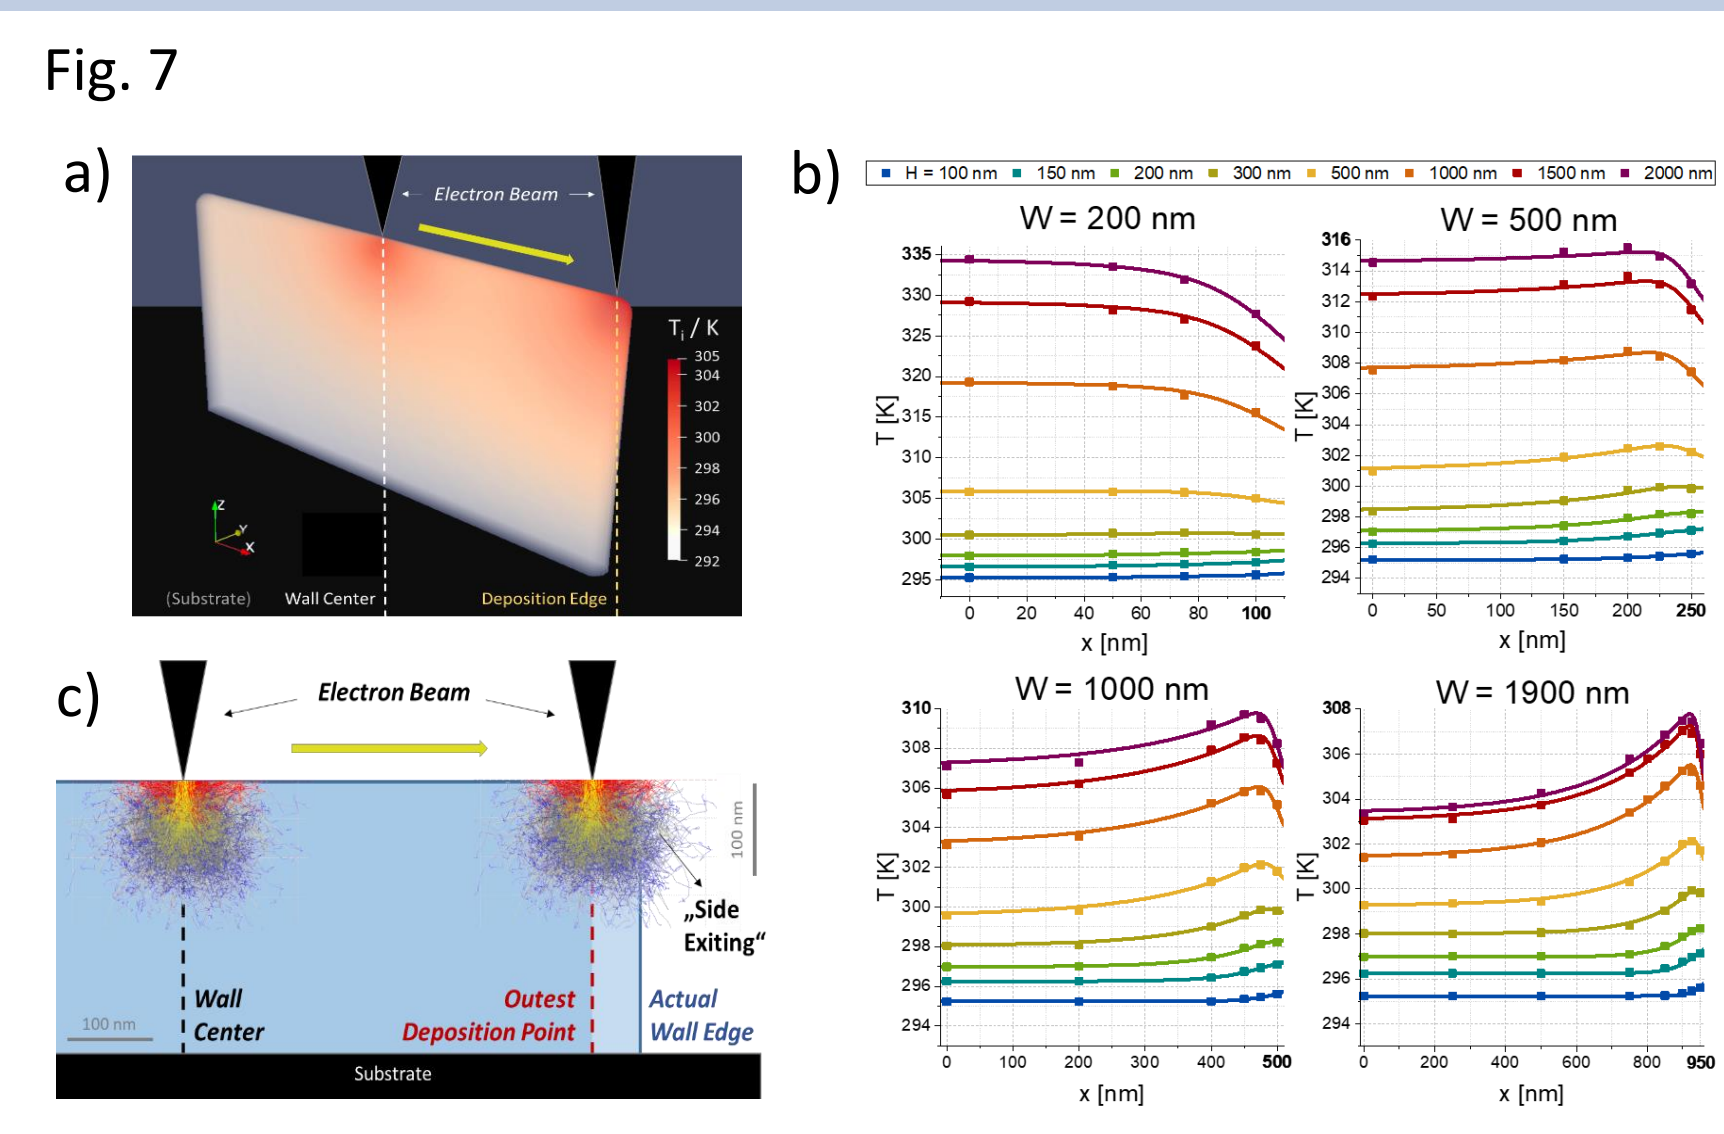 Fig. 7
a)
Electron Beam
Tᵢ / K
305
304
302
300
298
296
294
292
Z
Y
X
(Substrate)
Wall Center
Deposition Edge
b)
H = 100 nm 150 nm 200 nm 300 nm 500 nm 1000 nm 1500 nm 2000 nm
W = 200 nm
335
330
325
320
315
310
305
300
295
T [K]
0 20 40 60 80 100
x [nm]
W = 500 nm
316
314
312
310
308
306
304
302
300
298
296
294
T [K]
0 50 100 150 200 250
x [nm]
c)
Electron Beam
100 nm
„Side
Exiting“
Wall
Center
Outest
Deposition Point
Actual
Wall Edge
100 nm
Substrate
W = 1000 nm
310
308
306
304
302
300
298
296
294
T [K]
0 100 200 300 400 500
x [nm]
W = 1900 nm
308
306
304
302
300
298
296
294
T [K]
0 200 400 600 800 950
x [nm]